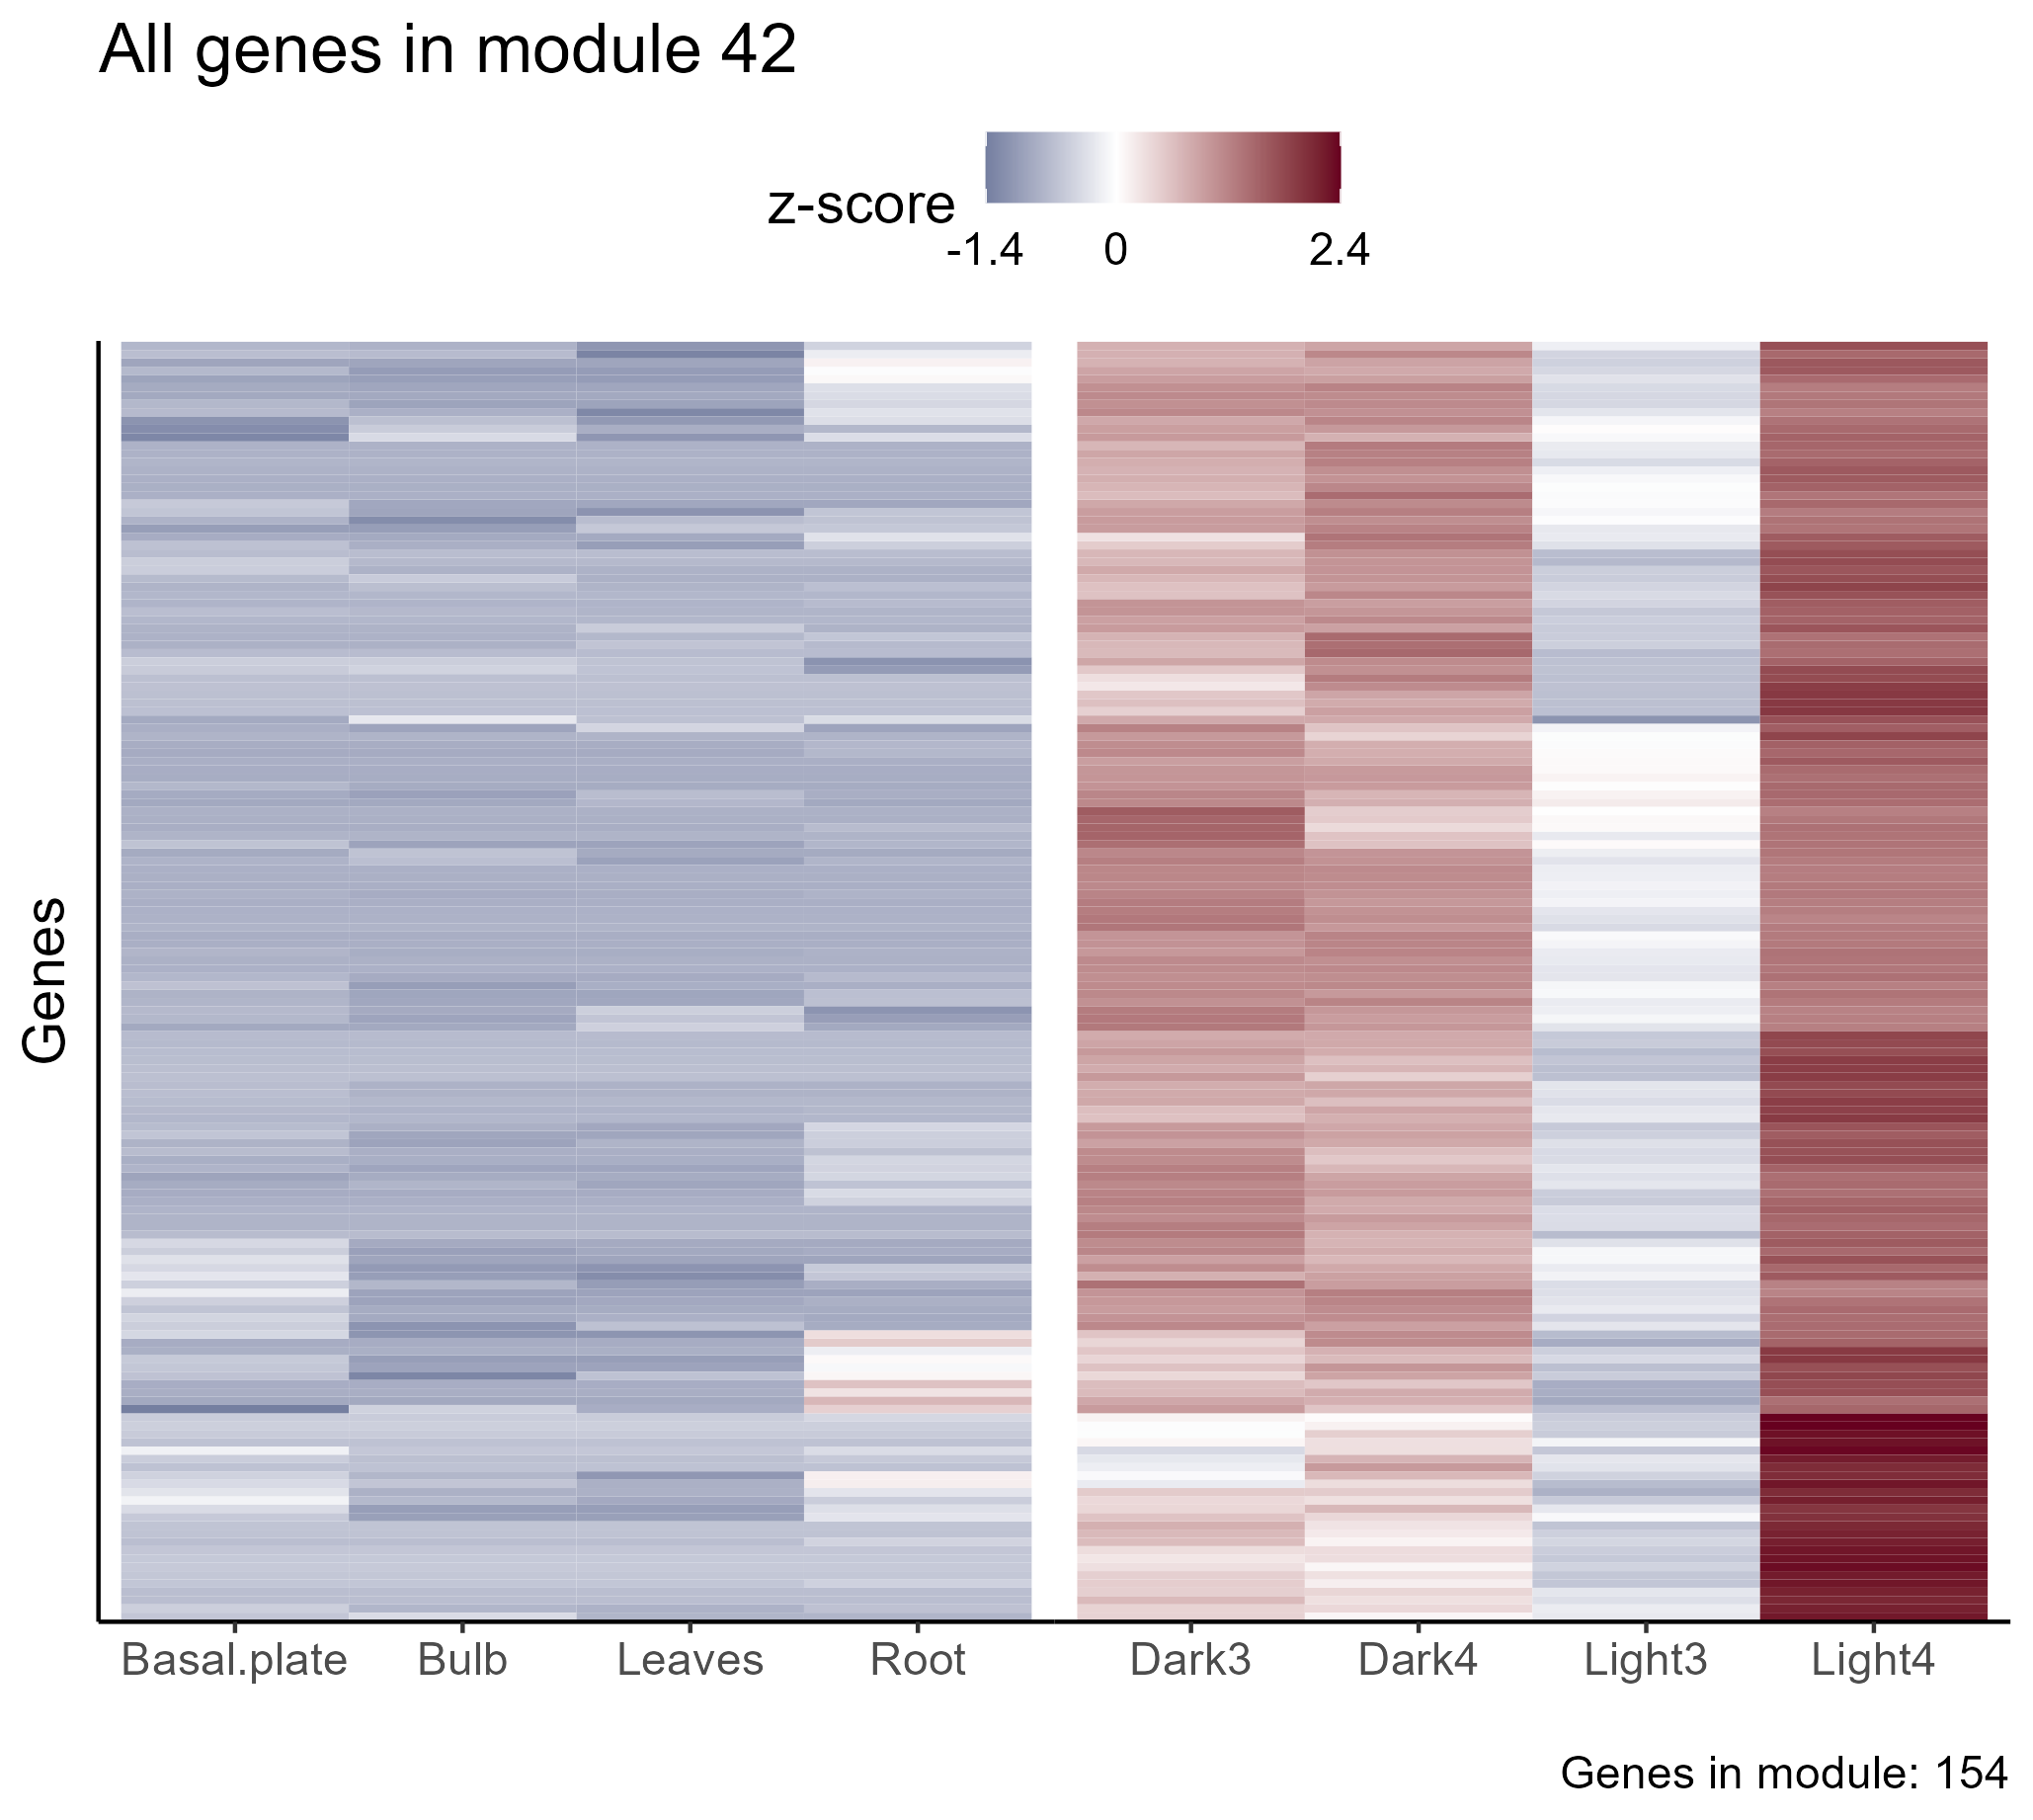 All genes in module 42
z-score
-1.4 0 2.4
Genes
Basal.plate Bulb Leaves Root Dark3 Dark4 Light3 Light4
Genes in module: 154